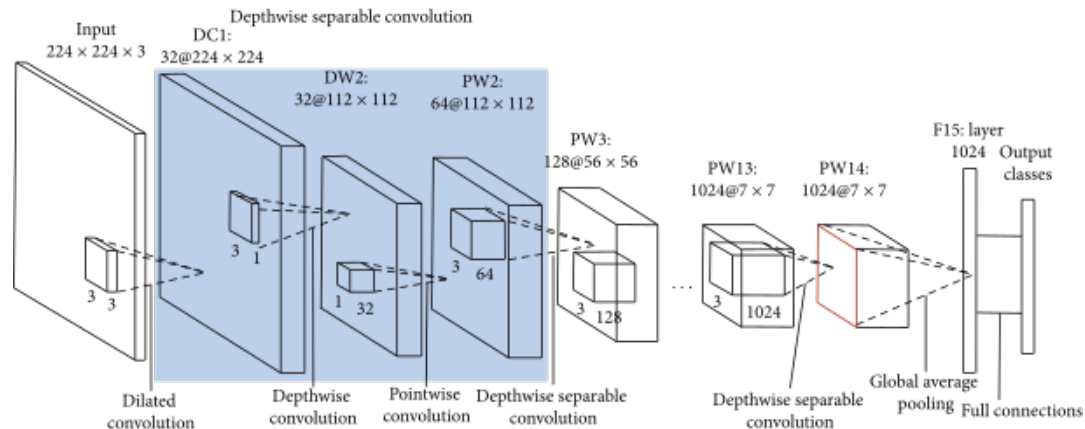 Depthwise separable convolution
Input
224 × 224 × 3
DC1:
32@224 × 224
DW2:
32@112 × 112
PW2:
64@112 × 112
PW3:
128@56 × 56
PW13:
1024@7 × 7
PW14:
1024@7 × 7
F15: layer
1024
Output
classes
3
3
3
1
1
32
3
64
3
128
...
3
1024
Dilated
convolution
Depthwise
convolution
Pointwise
convolution
Depthwise separable
convolution
Depthwise separable
convolution
Global average
pooling
Full connections